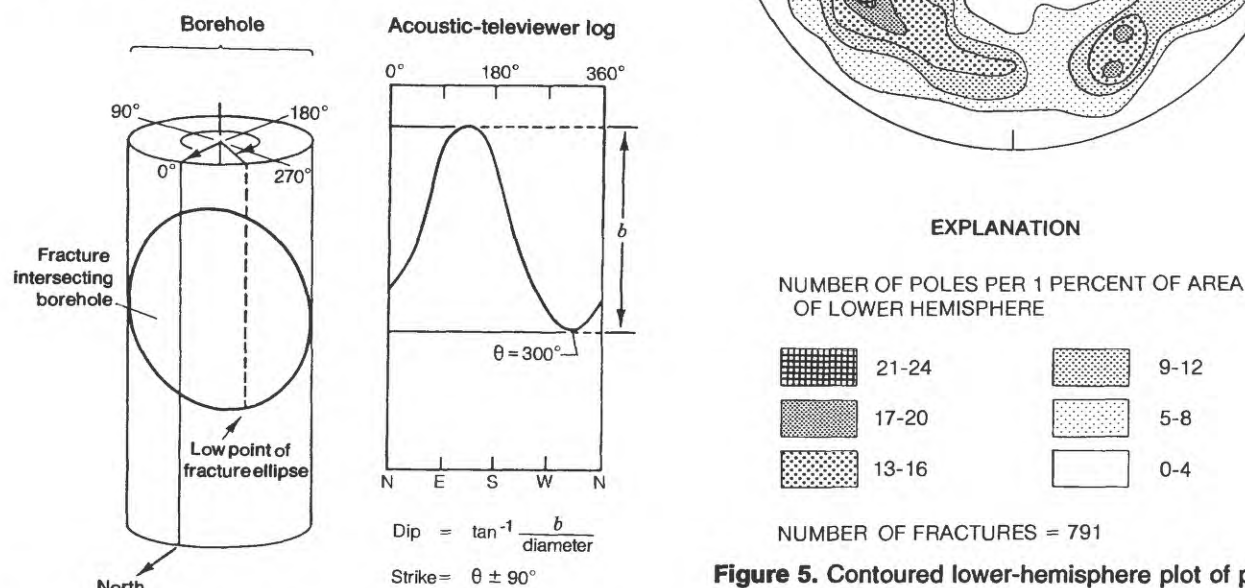 Borehole
90°
180°
0°
270°
Fracture
intersecting
borehole
Low point of
fracture ellipse
North
Acoustic-televiewer log
0° 180° 360°
b
θ = 300°
N E S W N
Dip = tan⁻¹ b
diameter
Strike = θ ± 90°
EXPLANATION
NUMBER OF POLES PER 1 PERCENT OF AREA
OF LOWER HEMISPHERE
21-24
17-20
13-16
9-12
5-8
0-4
NUMBER OF FRACTURES = 791
Figure 5. Contoured lower-hemisphere plot of